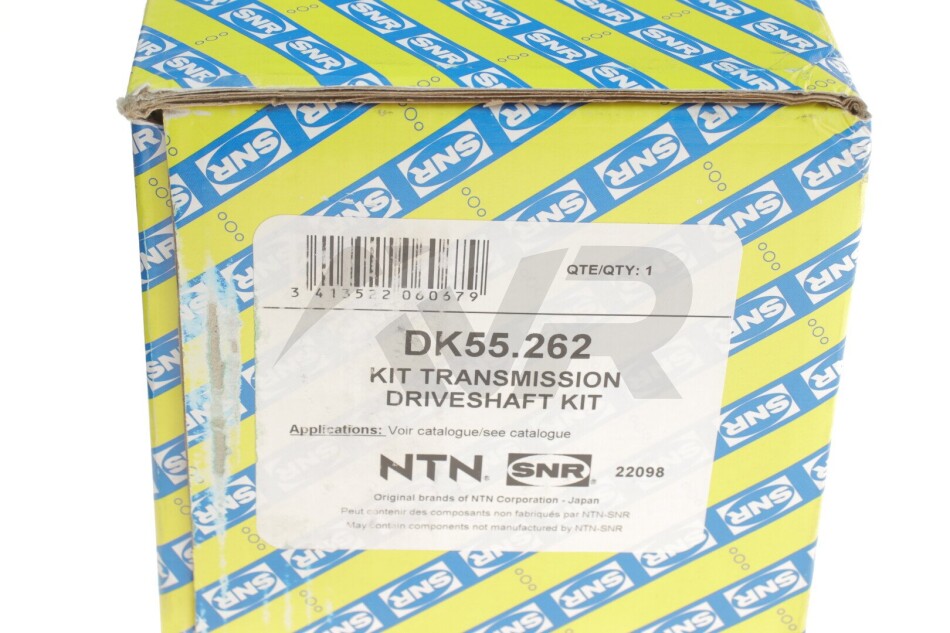 3 413522 060679
QTE/QTY: 1
DK55.262
KIT TRANSMISSION
DRIVESHAFT KIT
Applications: Voir catalogue/see catalogue
NTN® SNR® 22098
Original brands of NTN Corporation - Japan
Peut contenir des composants non fabriqués par NTN-SNR
May contain components not manufactured by NTN-SNR
SNR
VR